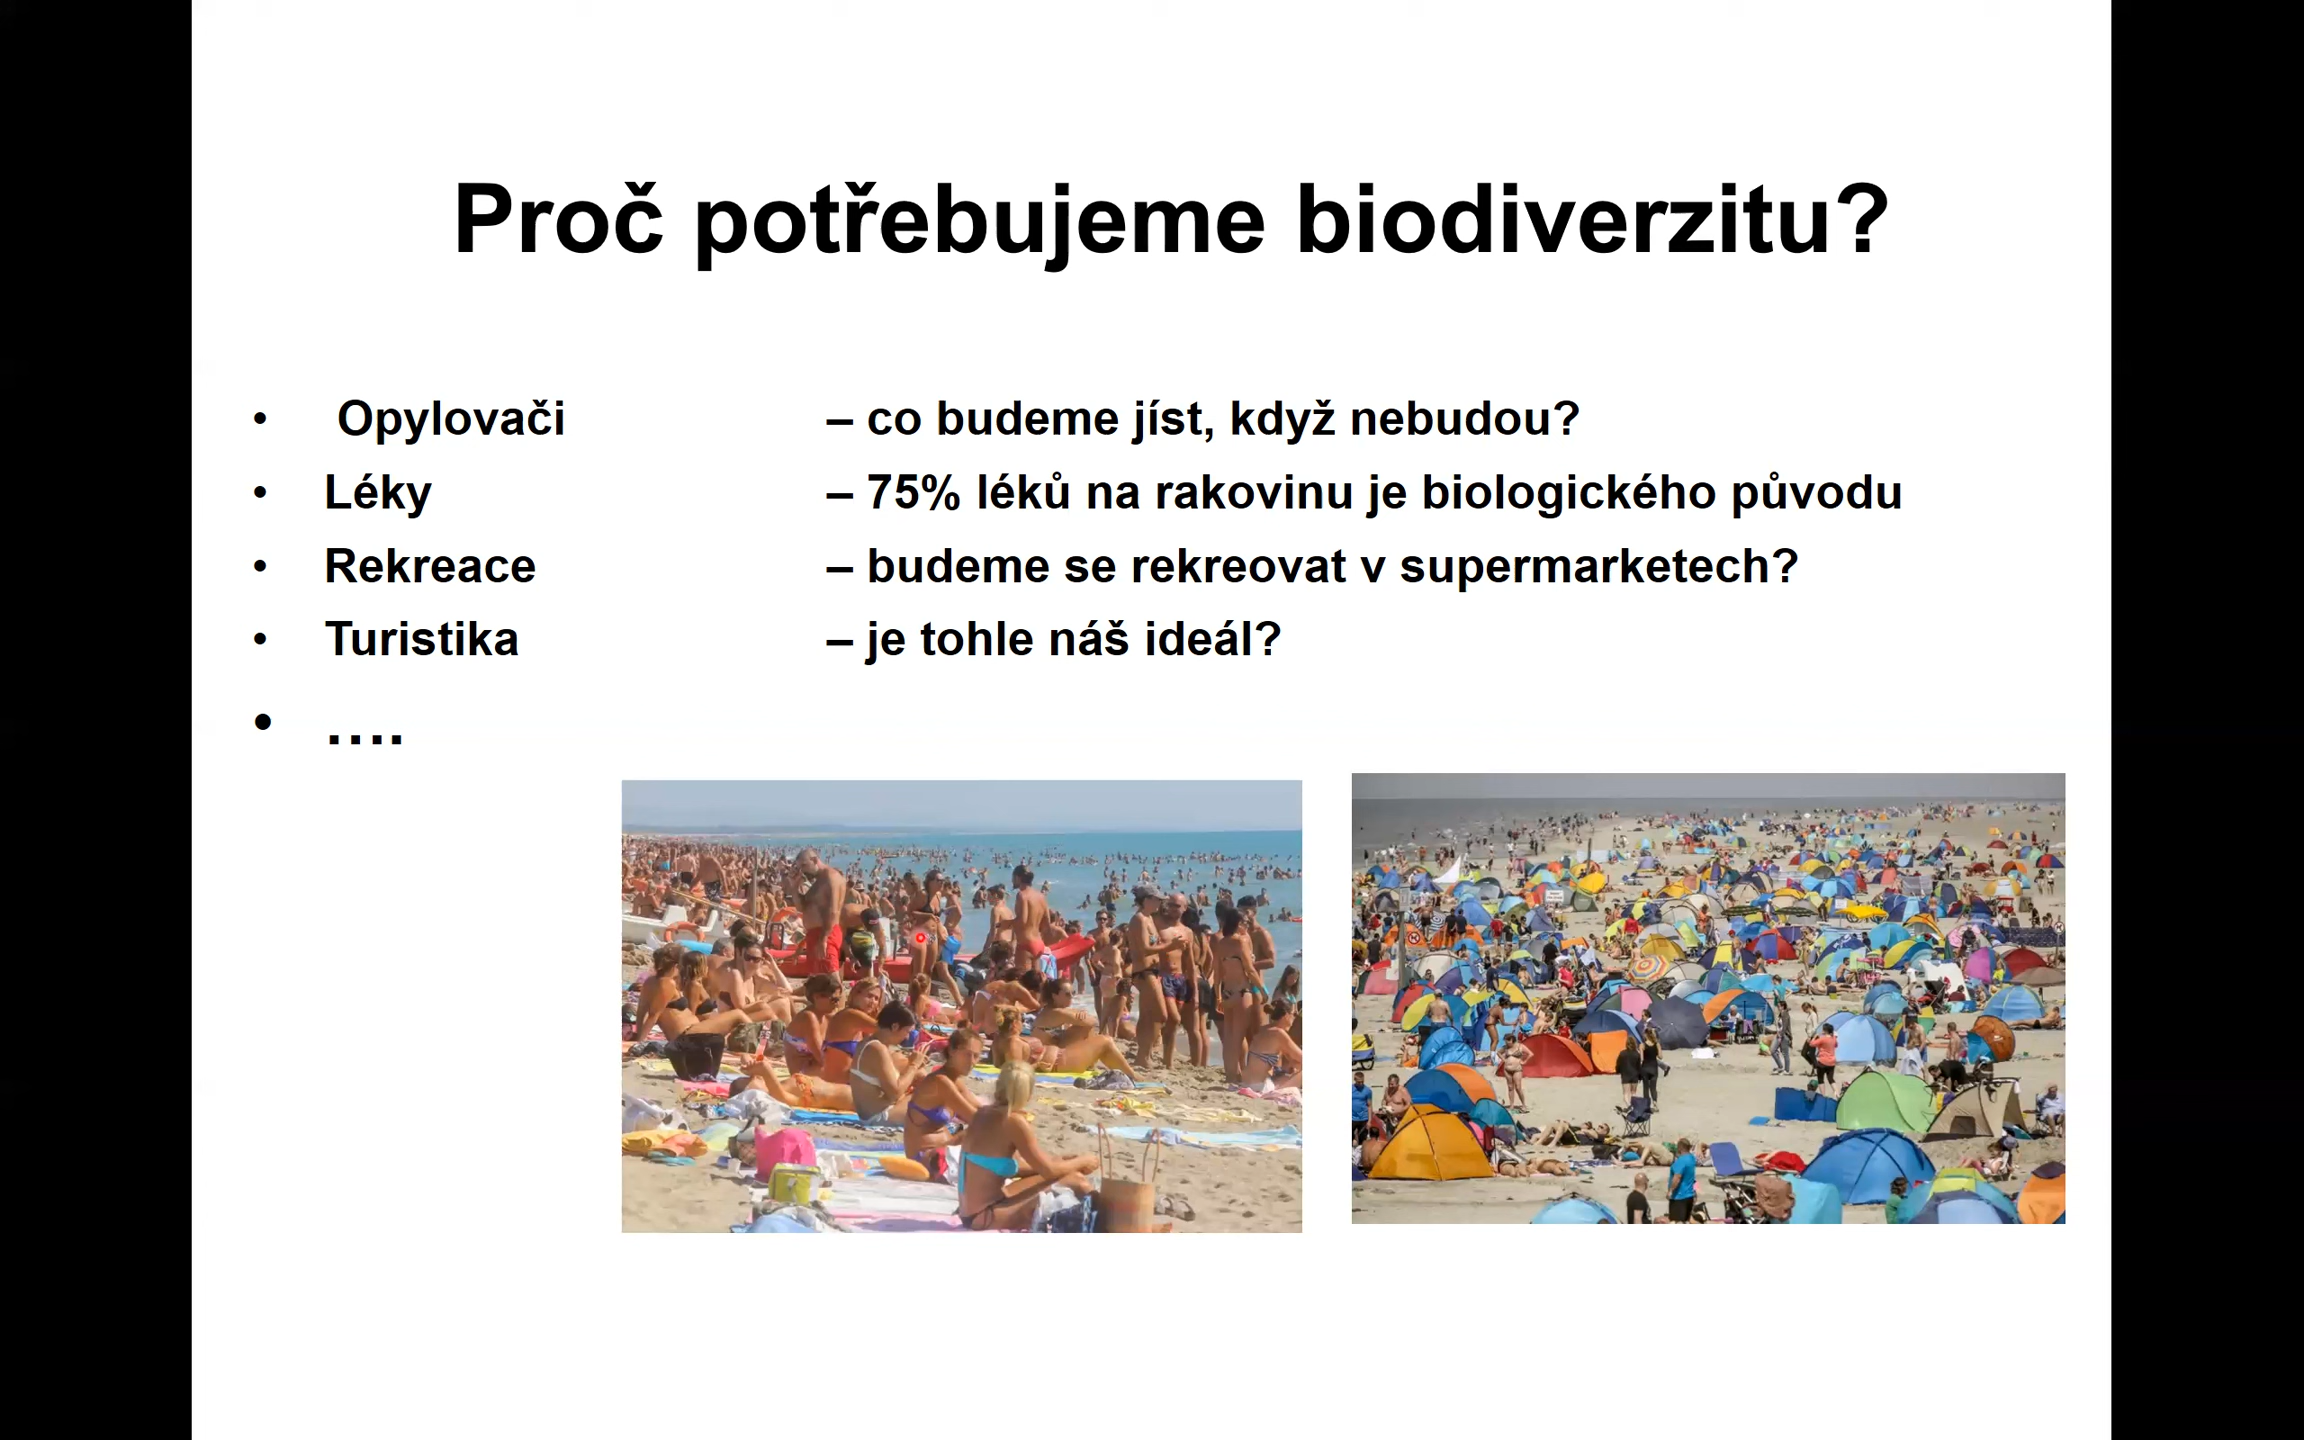 Proč potřebujeme biodiverzitu?
• Opylovači – co budeme jíst, když nebudou?
• Léky – 75% léků na rakovinu je biologického původu
• Rekreace – budeme se rekreovat v supermarketech?
• Turistika – je tohle náš ideál?
• ....